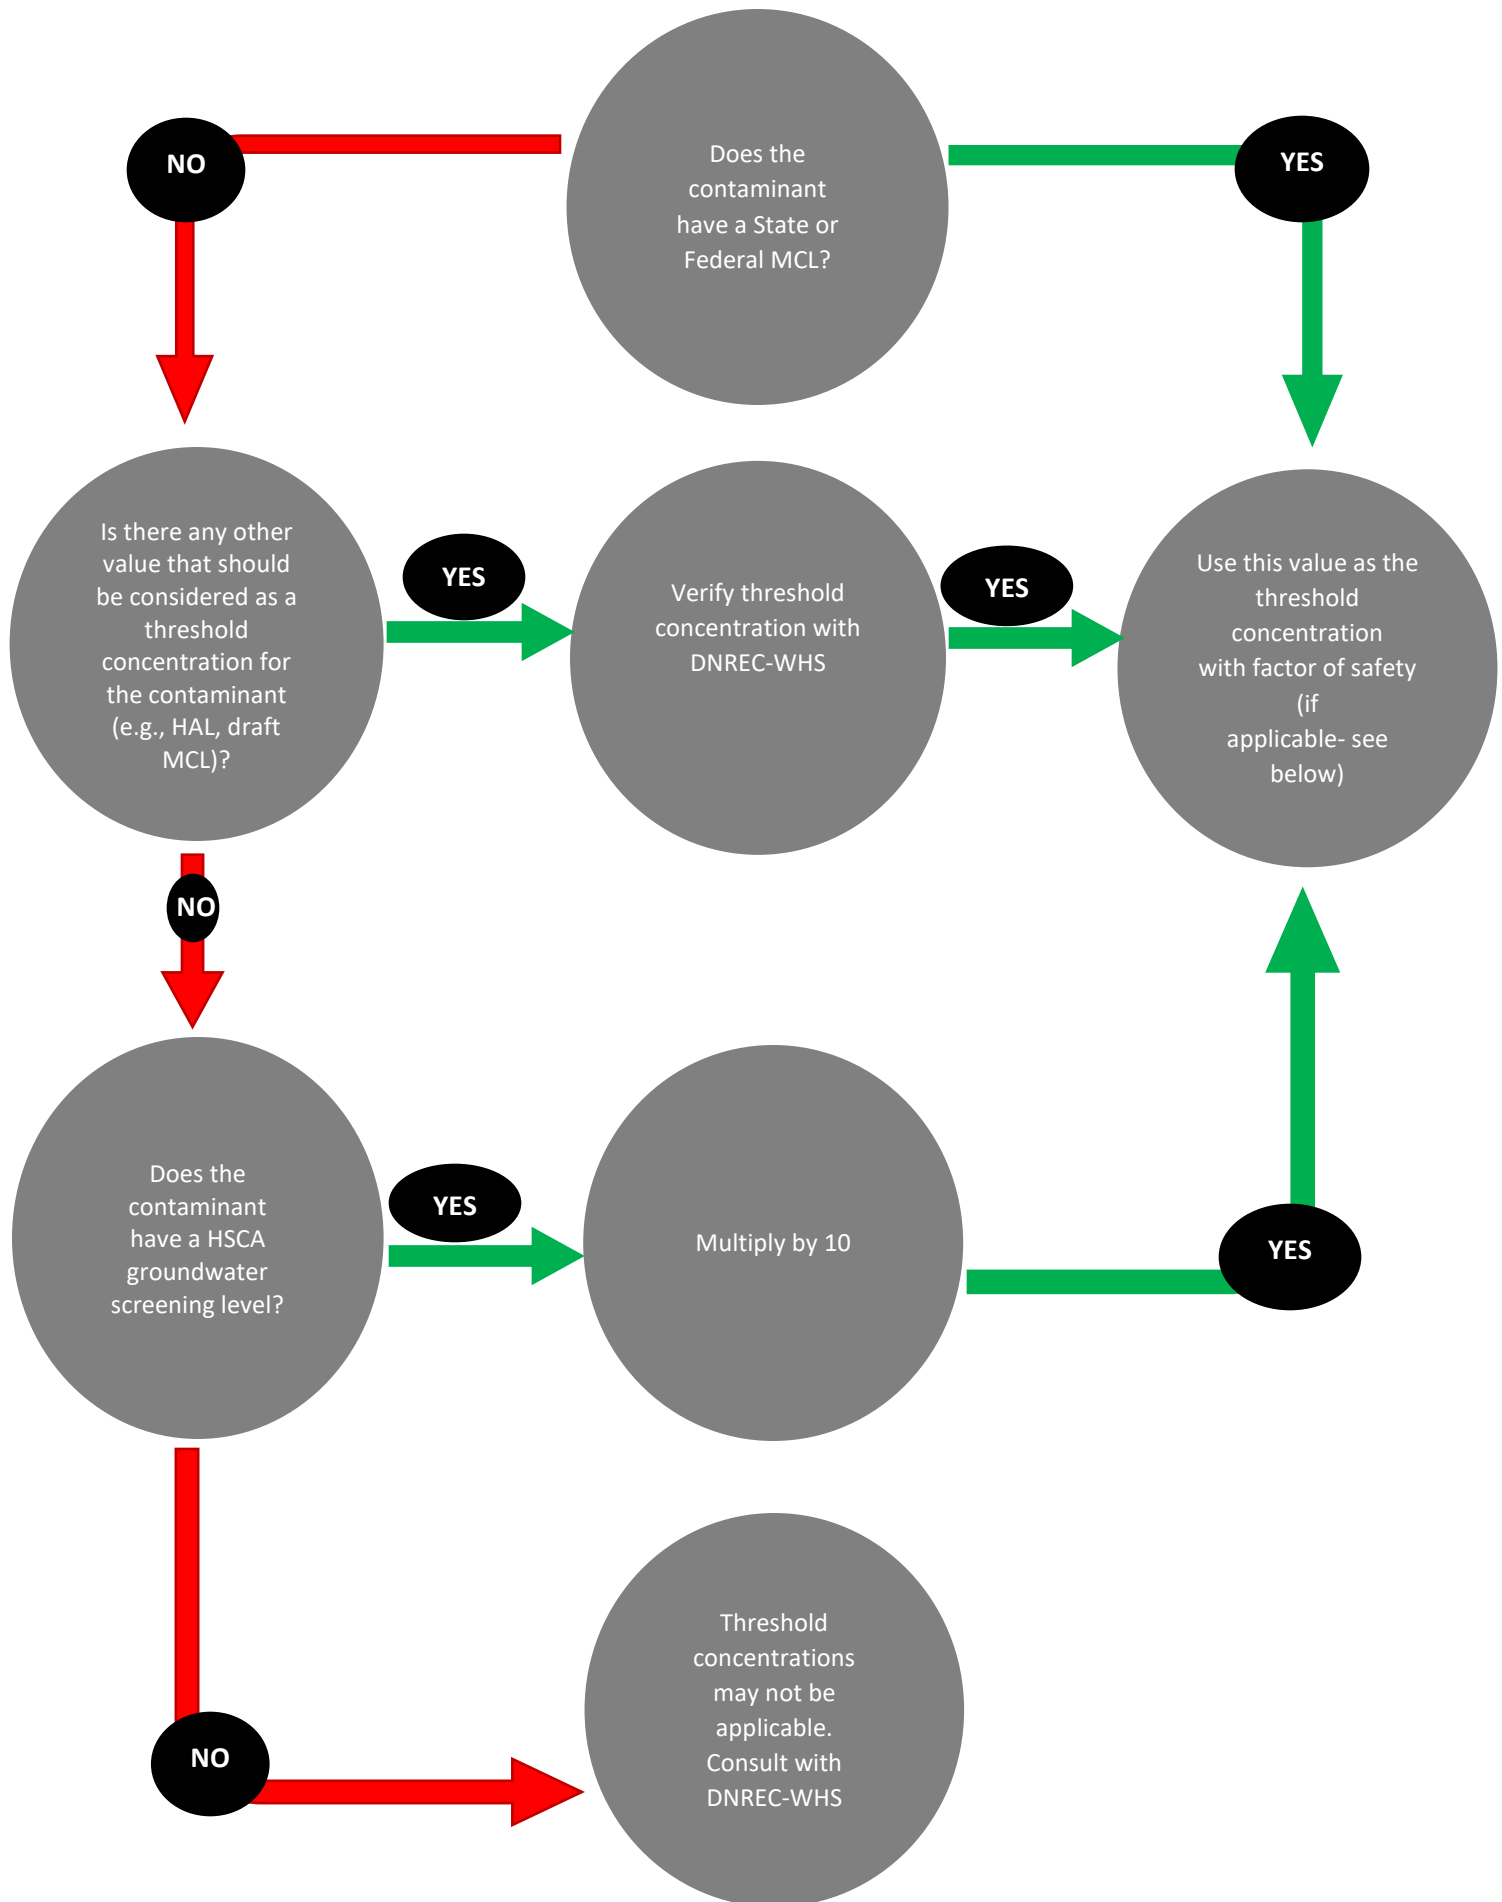 Does the
contaminant
have a State or
Federal MCL?
NO
YES
Is there any other
value that should
be considered as a
threshold
concentration for
the contaminant
(e.g., HAL, draft
MCL)?
YES
Verify threshold
concentration with
DNREC-WHS
YES
Use this value as the
threshold
concentration
with factor of safety
(if
applicable- see
below)
NO
Does the
contaminant
have a HSCA
groundwater
screening level?
YES
Multiply by 10
YES
NO
Threshold
concentrations
may not be
applicable.
Consult with
DNREC-WHS